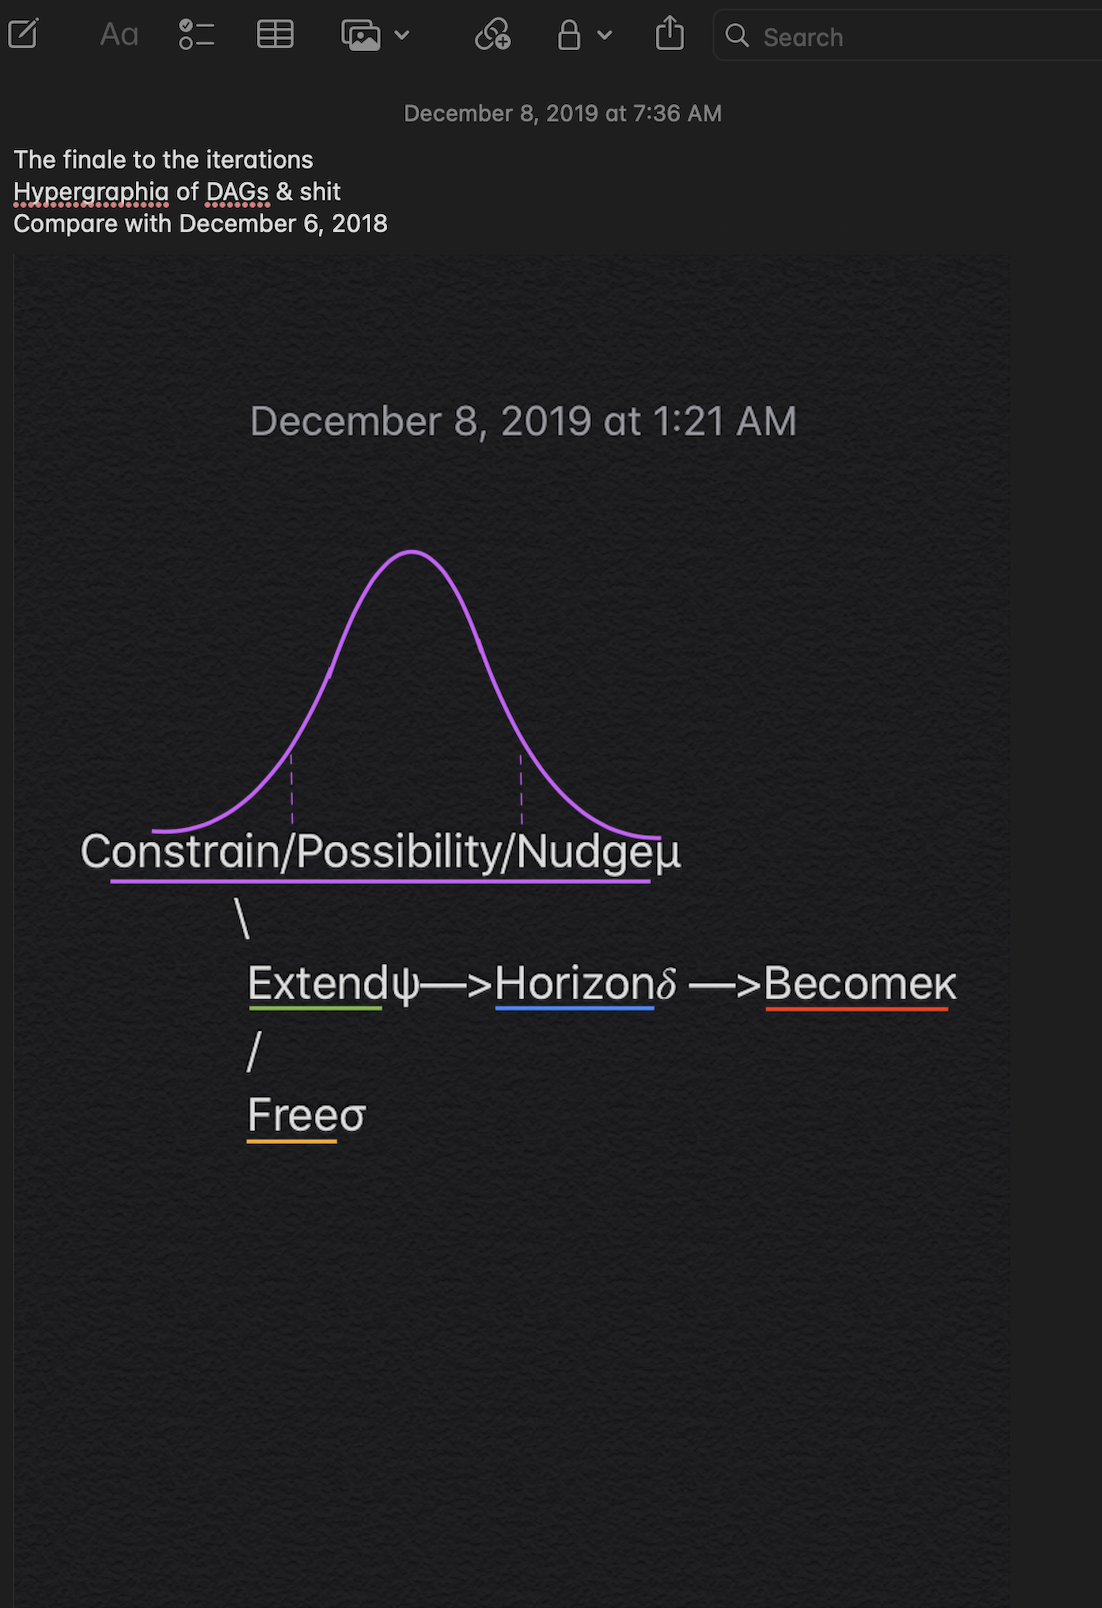 Aa
Search
December 8, 2019 at 7:36 AM
The finale to the iterations
Hypergraphia of DAGs & shit
Compare with December 6, 2018
December 8, 2019 at 1:21 AM
Constrain/Possibility/Nudgeμ
\
Extendψ—>Horizonδ —>Becomeκ
/
Freeσ